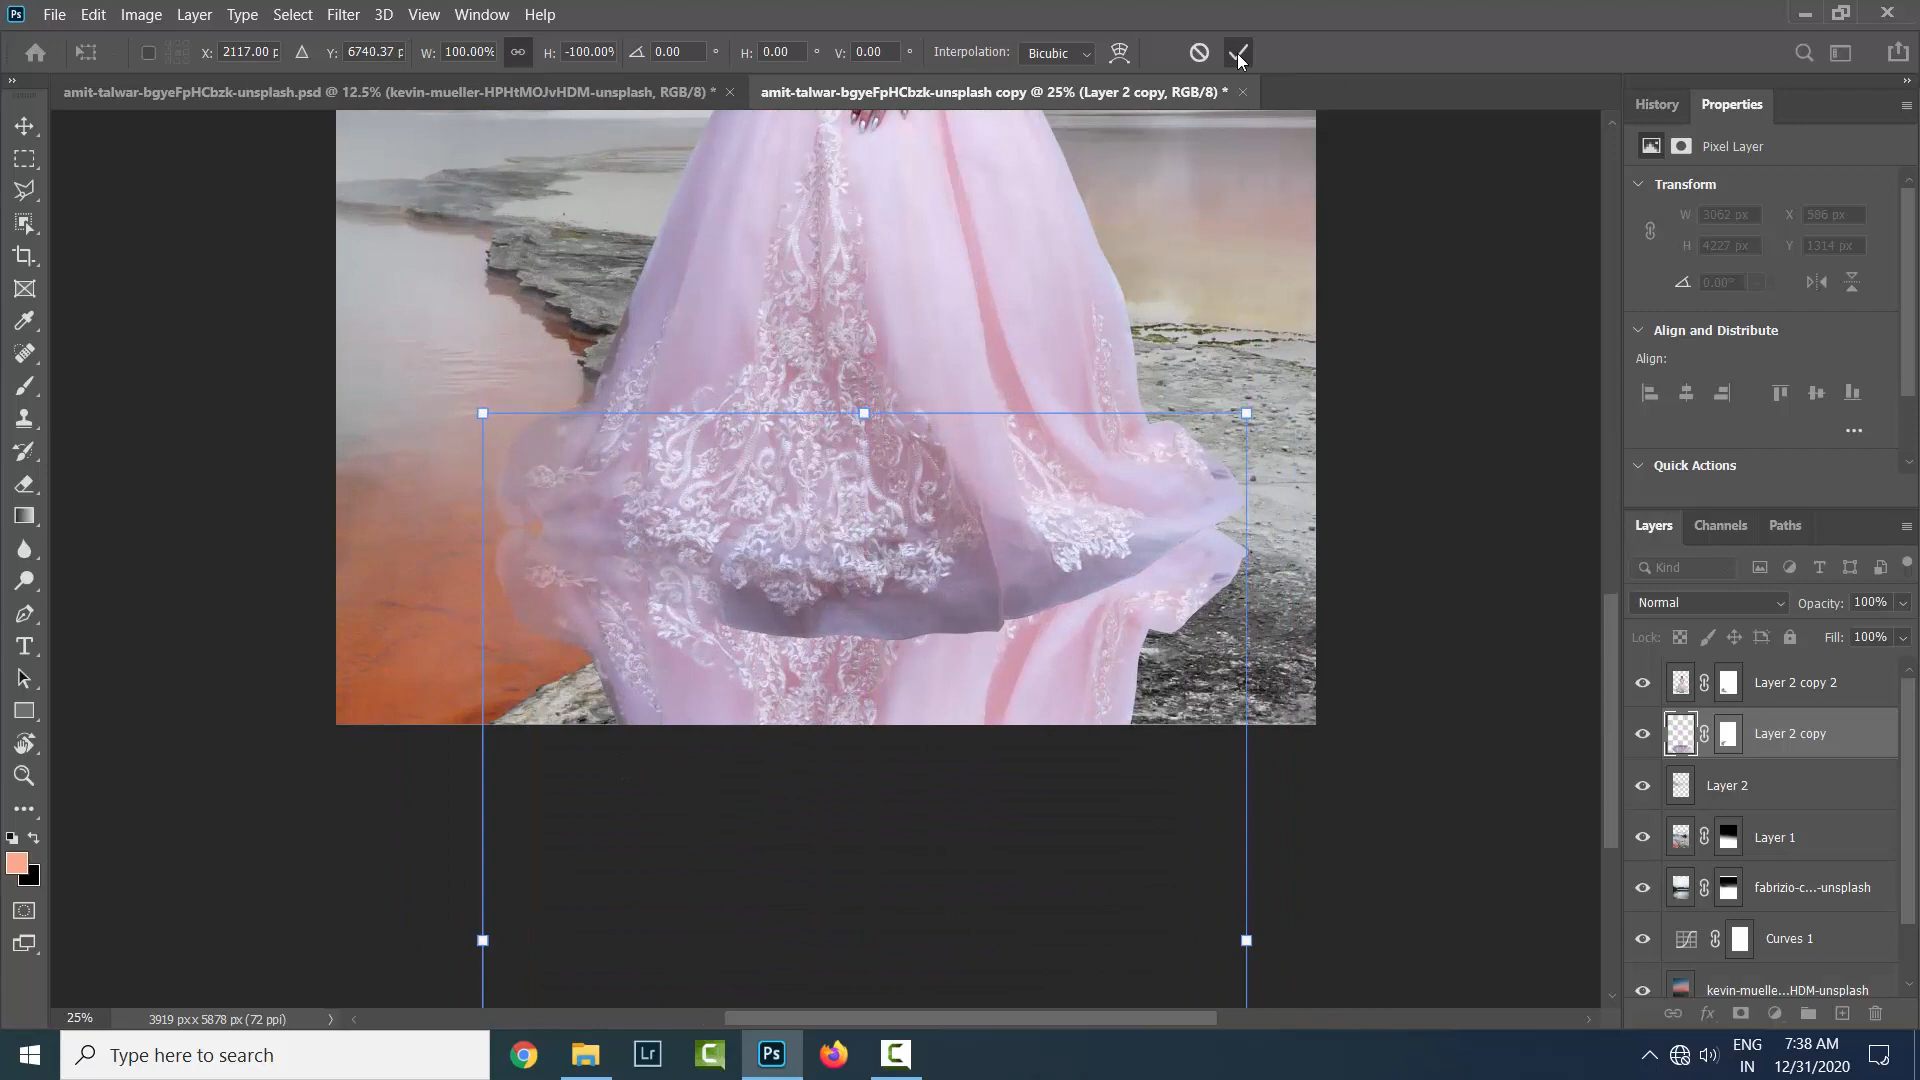 Ps File Edit Image Layer Type Select Filter 3D View Window Help
X: 2117.00 p Y: 6740.37 p W: 100.00% H: -100.00% 0.00 ° H: 0.00 ° V: 0.00 ° Interpolation: Bicubic
amit-talwar-bgyeFpHCbzk-unsplash.psd @ 12.5% (kevin-mueller-HPHtMOJvHDM-unsplash, RGB/8) * ×
amit-talwar-bgyeFpHCbzk-unsplash copy @ 25% (Layer 2 copy, RGB/8) * ×
History Properties
Pixel Layer
Transform
W 3062 px X 586 px
H 4227 px Y 1314 px
0.00°
Align and Distribute
Align:
Quick Actions
Layers Channels Paths
Kind
Normal Opacity: 100%
Lock: Fill: 100%
Layer 2 copy 2
Layer 2 copy
Layer 2
Layer 1
fabrizio-c...-unsplash
Curves 1
kevin-muelle...HDM-unsplash
25% 3919 px x 5878 px (72 ppi)
Type here to search
Lr
Ps
ENG
IN
7:38 AM
12/31/2020